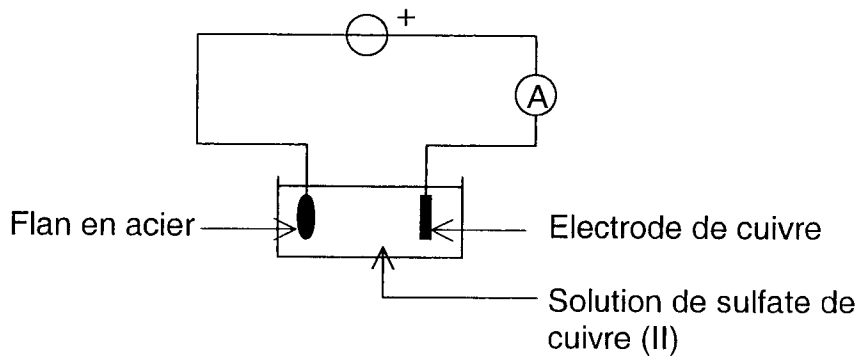 +
A
Flan en acier
Electrode de cuivre
Solution de sulfate de
cuivre (II)